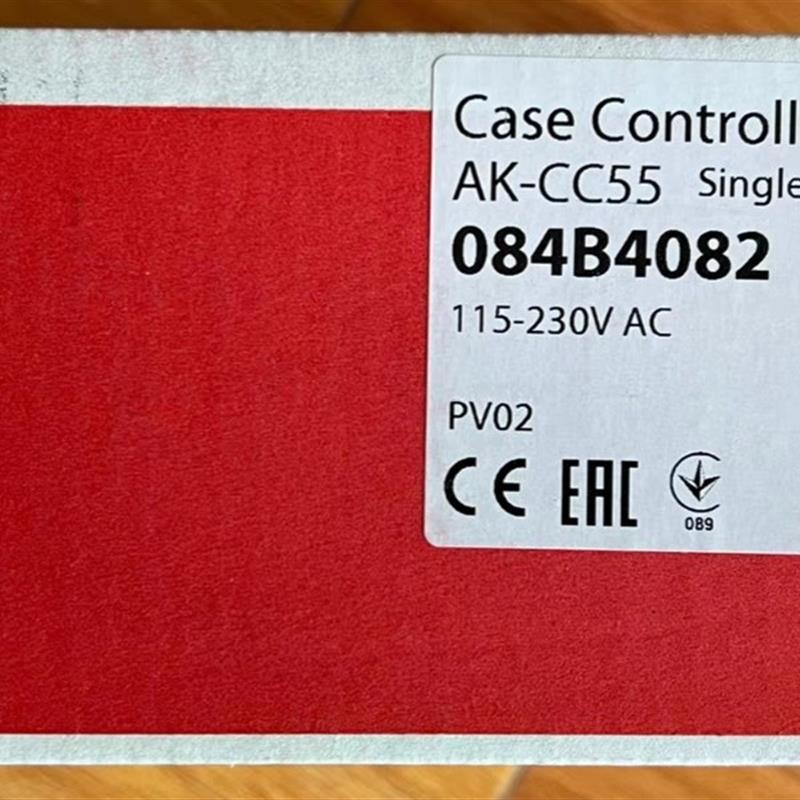 Case Controll
AK-CC55 Single
084B4082
115-230V AC
PV02
CE EAC
089